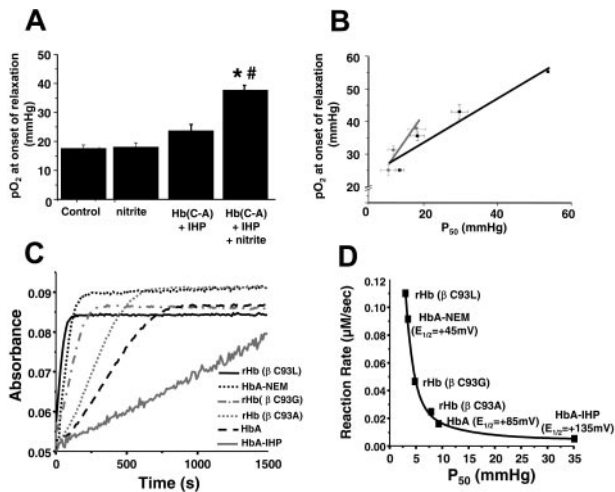 A
pO2 at onset of relaxation
(mmHg)
50
40
30
20
10
0
Control
nitrite
Hb(C-A)
+ IHP
Hb(C-A)
+ IHP
+ nitrite
* #
B
pO2 at onset of relaxation
(mmHg)
60
50
40
30
20
0
0
20
40
60
P50 (mmHg)
C
Absorbance
0.09
0.08
0.07
0.06
0.05
rHb (β C93L)
HbA-NEM
rHb( β C93G)
rHb (β C93A)
HbA
HbA-IHP
0
500
1000
1500
Time (s)
D
Reaction Rate (μM/sec)
0.12
0.10
0.08
0.06
0.04
0.02
0.00
rHb (β C93L)
HbA-NEM
(E1/2=+45mV)
rHb (β C93G)
rHb (β C93A)
HbA (E1/2=+85mV)
HbA-IHP
(E1/2=+135mV)
0 5 10 15 20 25 30 35
P50 (mmHg)